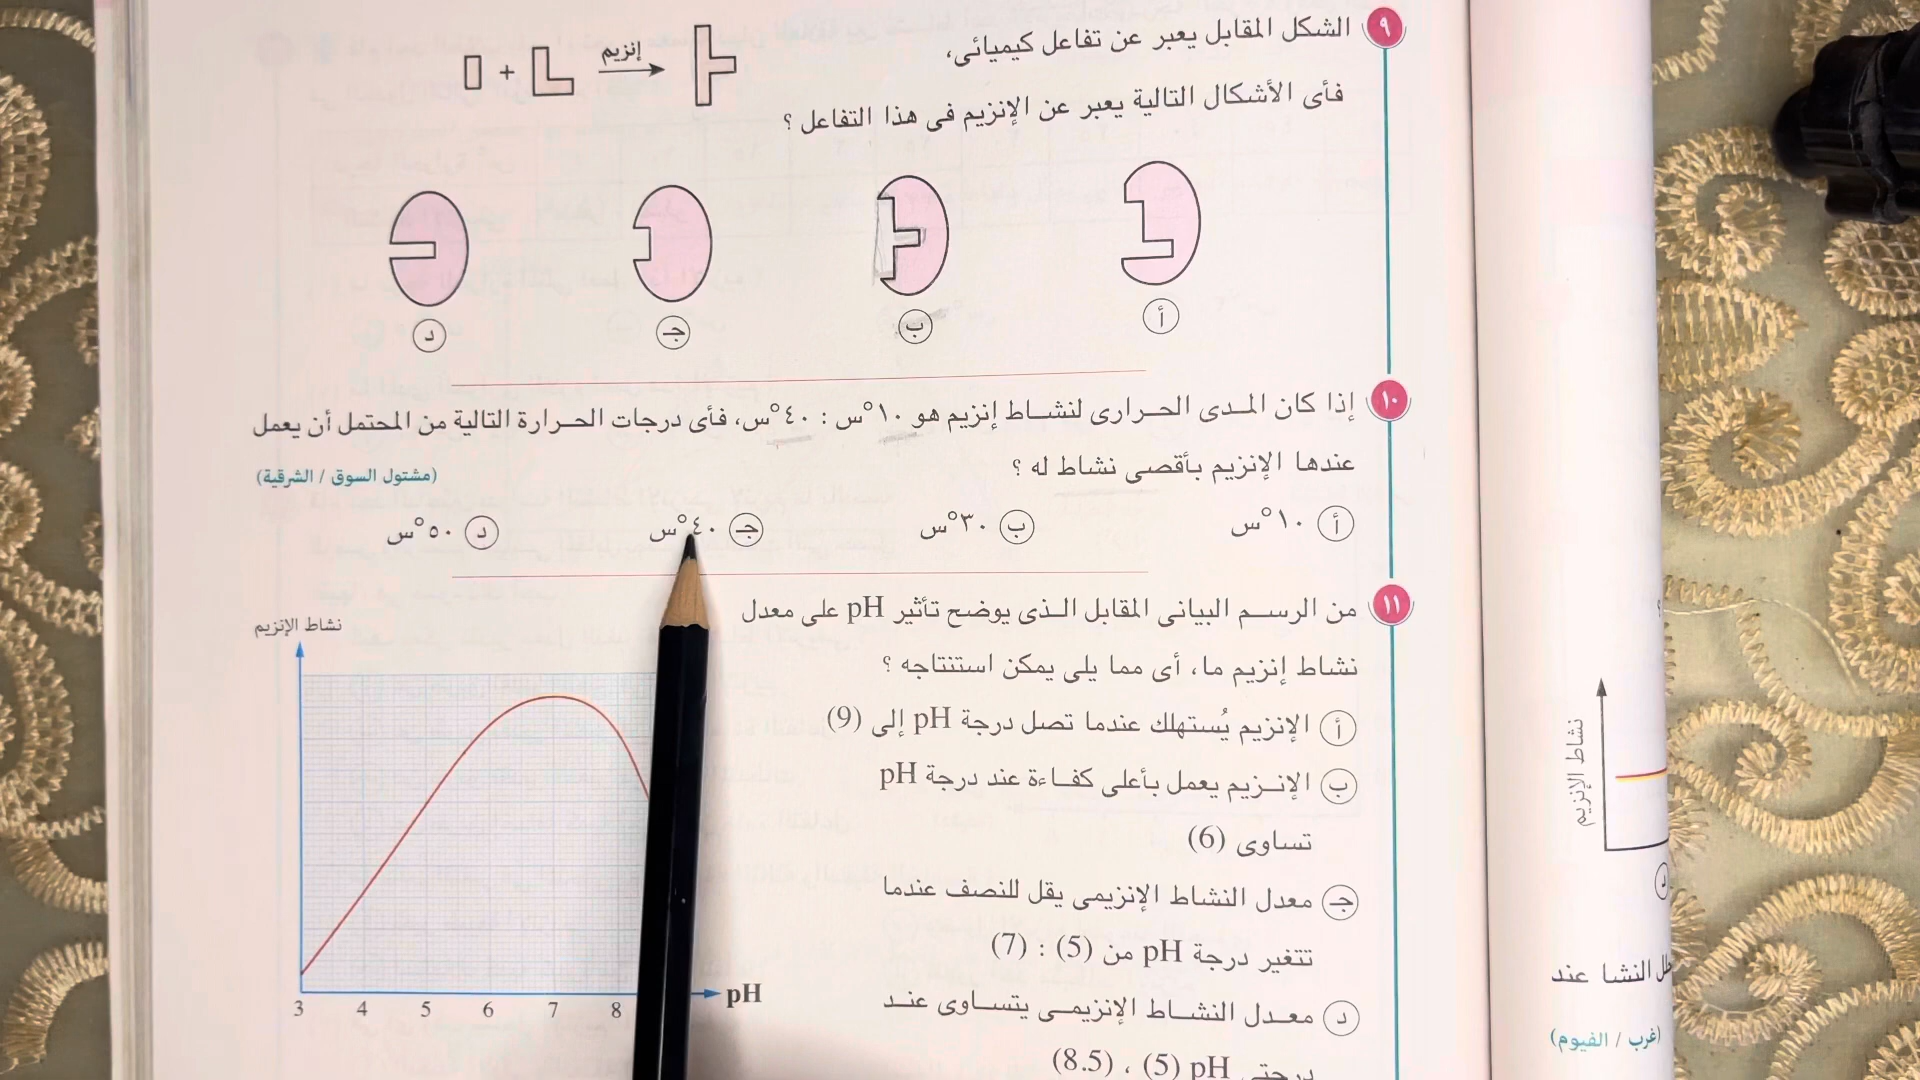 ٩ الشكل المقابل يعبر عن تفاعل كيميائى،
فأى الأشكال التالية يعبر عن الإنزيم فى هذا التفاعل ؟
+ إنزيم
أ
ب
جـ
د
١٠ إذا كان المدى الحرارى لنشاط إنزيم هو ١٠°س : ٤٠°س، فأى درجات الحرارة التالية من المحتمل أن يعمل
عندها الإنزيم بأقصى نشاط له ؟ (مشتول السوق / الشرقية)
أ ١٠°س ب ٣٠°س جـ ٤٠°س د ٥٠°س
١١ من الرسم البيانى المقابل الذى يوضح تأثير pH على معدل
نشاط إنزيم ما، أى مما يلى يمكن استنتاجه ؟
أ الإنزيم يُستهلك عندما تصل درجة pH إلى (9)
ب الإنزيم يعمل بأعلى كفاءة عند درجة pH
تساوى (6)
جـ معدل النشاط الإنزيمى يقل للنصف عندما
تتغير درجة pH من (5) : (7)
د معدل النشاط الإنزيمى يتساوى عند
درجتى pH (5) ، (8.5)
نشاط الإنزيم
3 4 5 6 7 8
pH
؟
نشاط الإنزيم
د
النشا عند
(غرب / الفيوم)